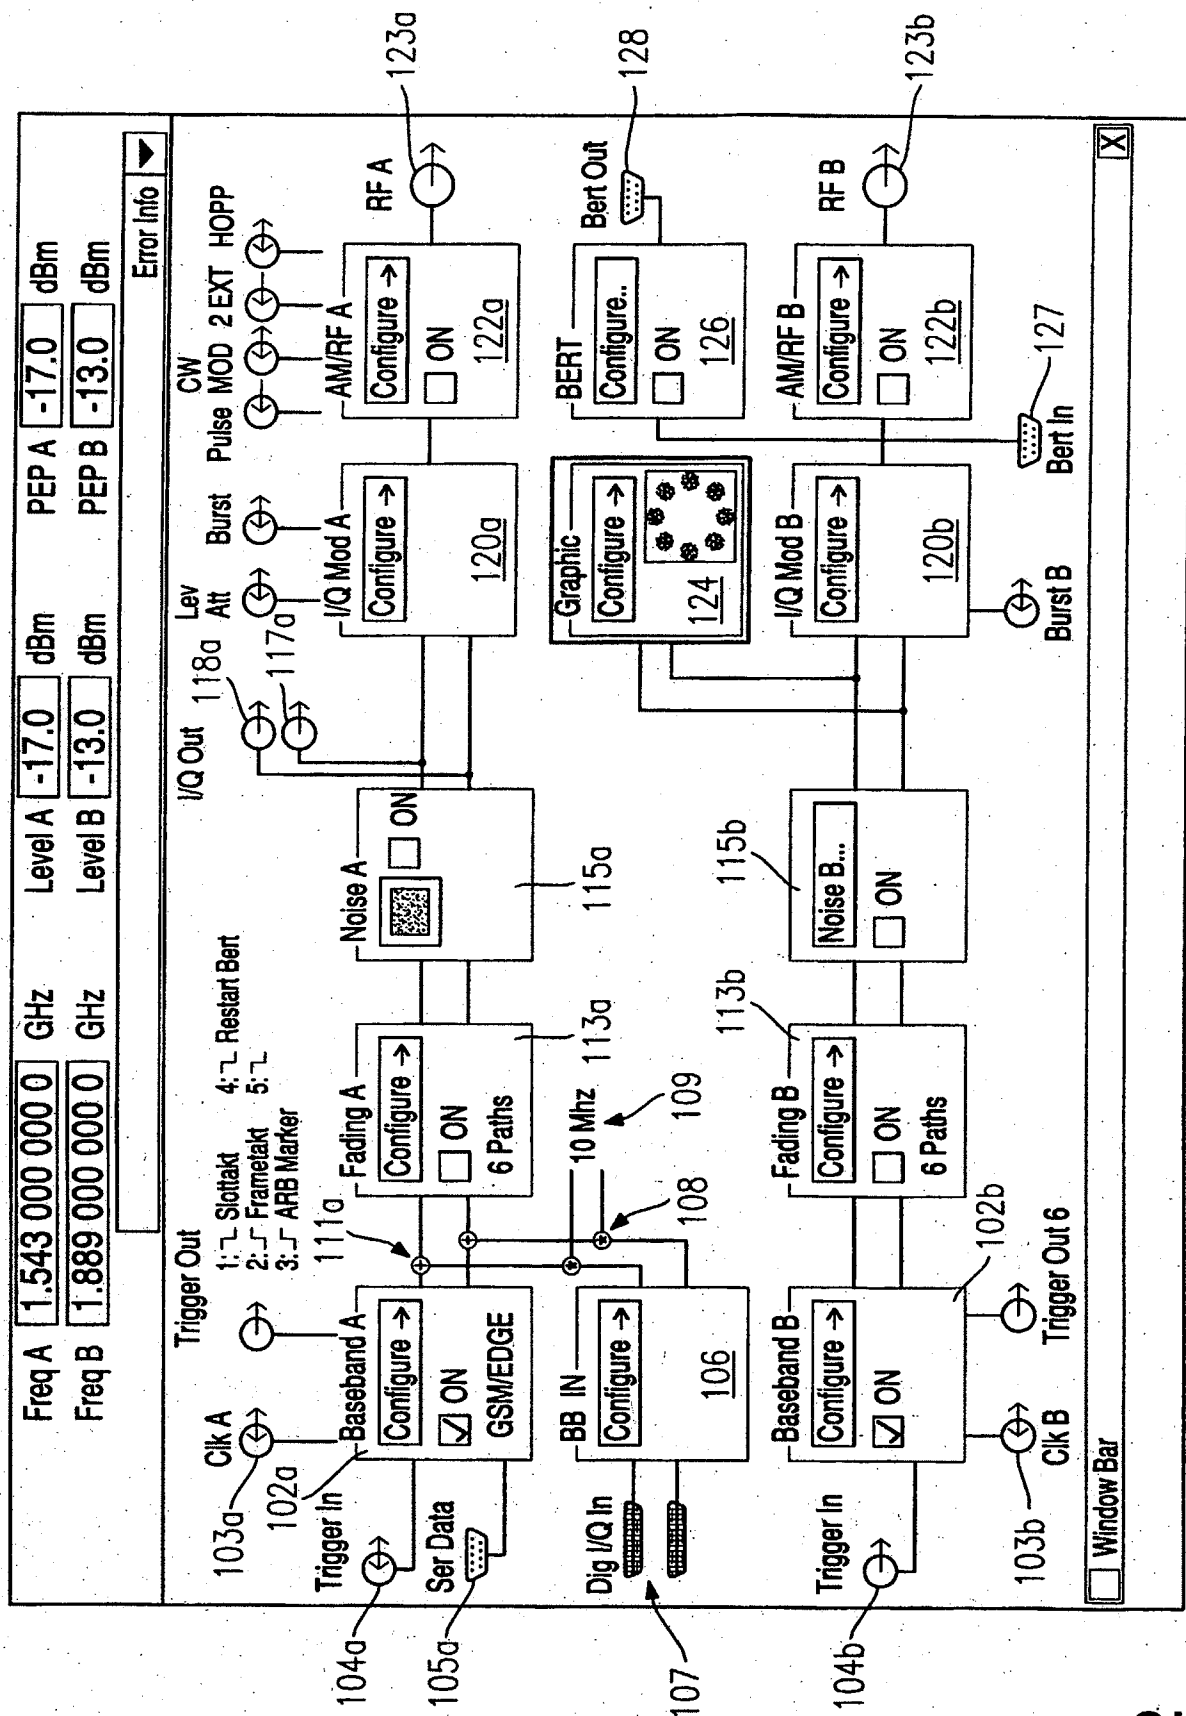 Freq A 1.543 000 000 0 GHz Level A -17.0 dBm PEP A -17.0 dBm
Freq B 1.889 000 000 0 GHz Level B -13.0 dBm PEP B -13.0 dBm
Error Info
Trigger Out
1: Slottakt 4: Restart Bert
2: Frametakt 5:
3: ARB Marker
I/Q Out
118a
117a
Lev
Att
Burst
CW
Pulse MOD 2 EXT HOPP
Clk A
103a
102a
111a
Trigger In
104a
Ser Data
105a
Baseband A
Configure →
ON
GSM/EDGE
Fading A
Configure →
ON
6 Paths
113a
Noise A
ON
115a
I/Q Mod A
Configure →
120a
AM/RF A
Configure →
ON
122a
RF A
123a
10 Mhz
109
108
Dig I/Q In
107
BB IN
Configure →
106
Graphic
Configure →
124
BERT
Configure..
ON
126
Bert Out
128
Trigger In
104b
Baseband B
Configure →
ON
102b
Fading B
Configure →
ON
6 Paths
113b
Noise B...
ON
115b
I/Q Mod B
Configure →
120b
AM/RF B
Configure →
ON
122b
RF B
123b
103b
Clk B
Trigger Out 6
Burst B
Bert In
127
Window Bar
X